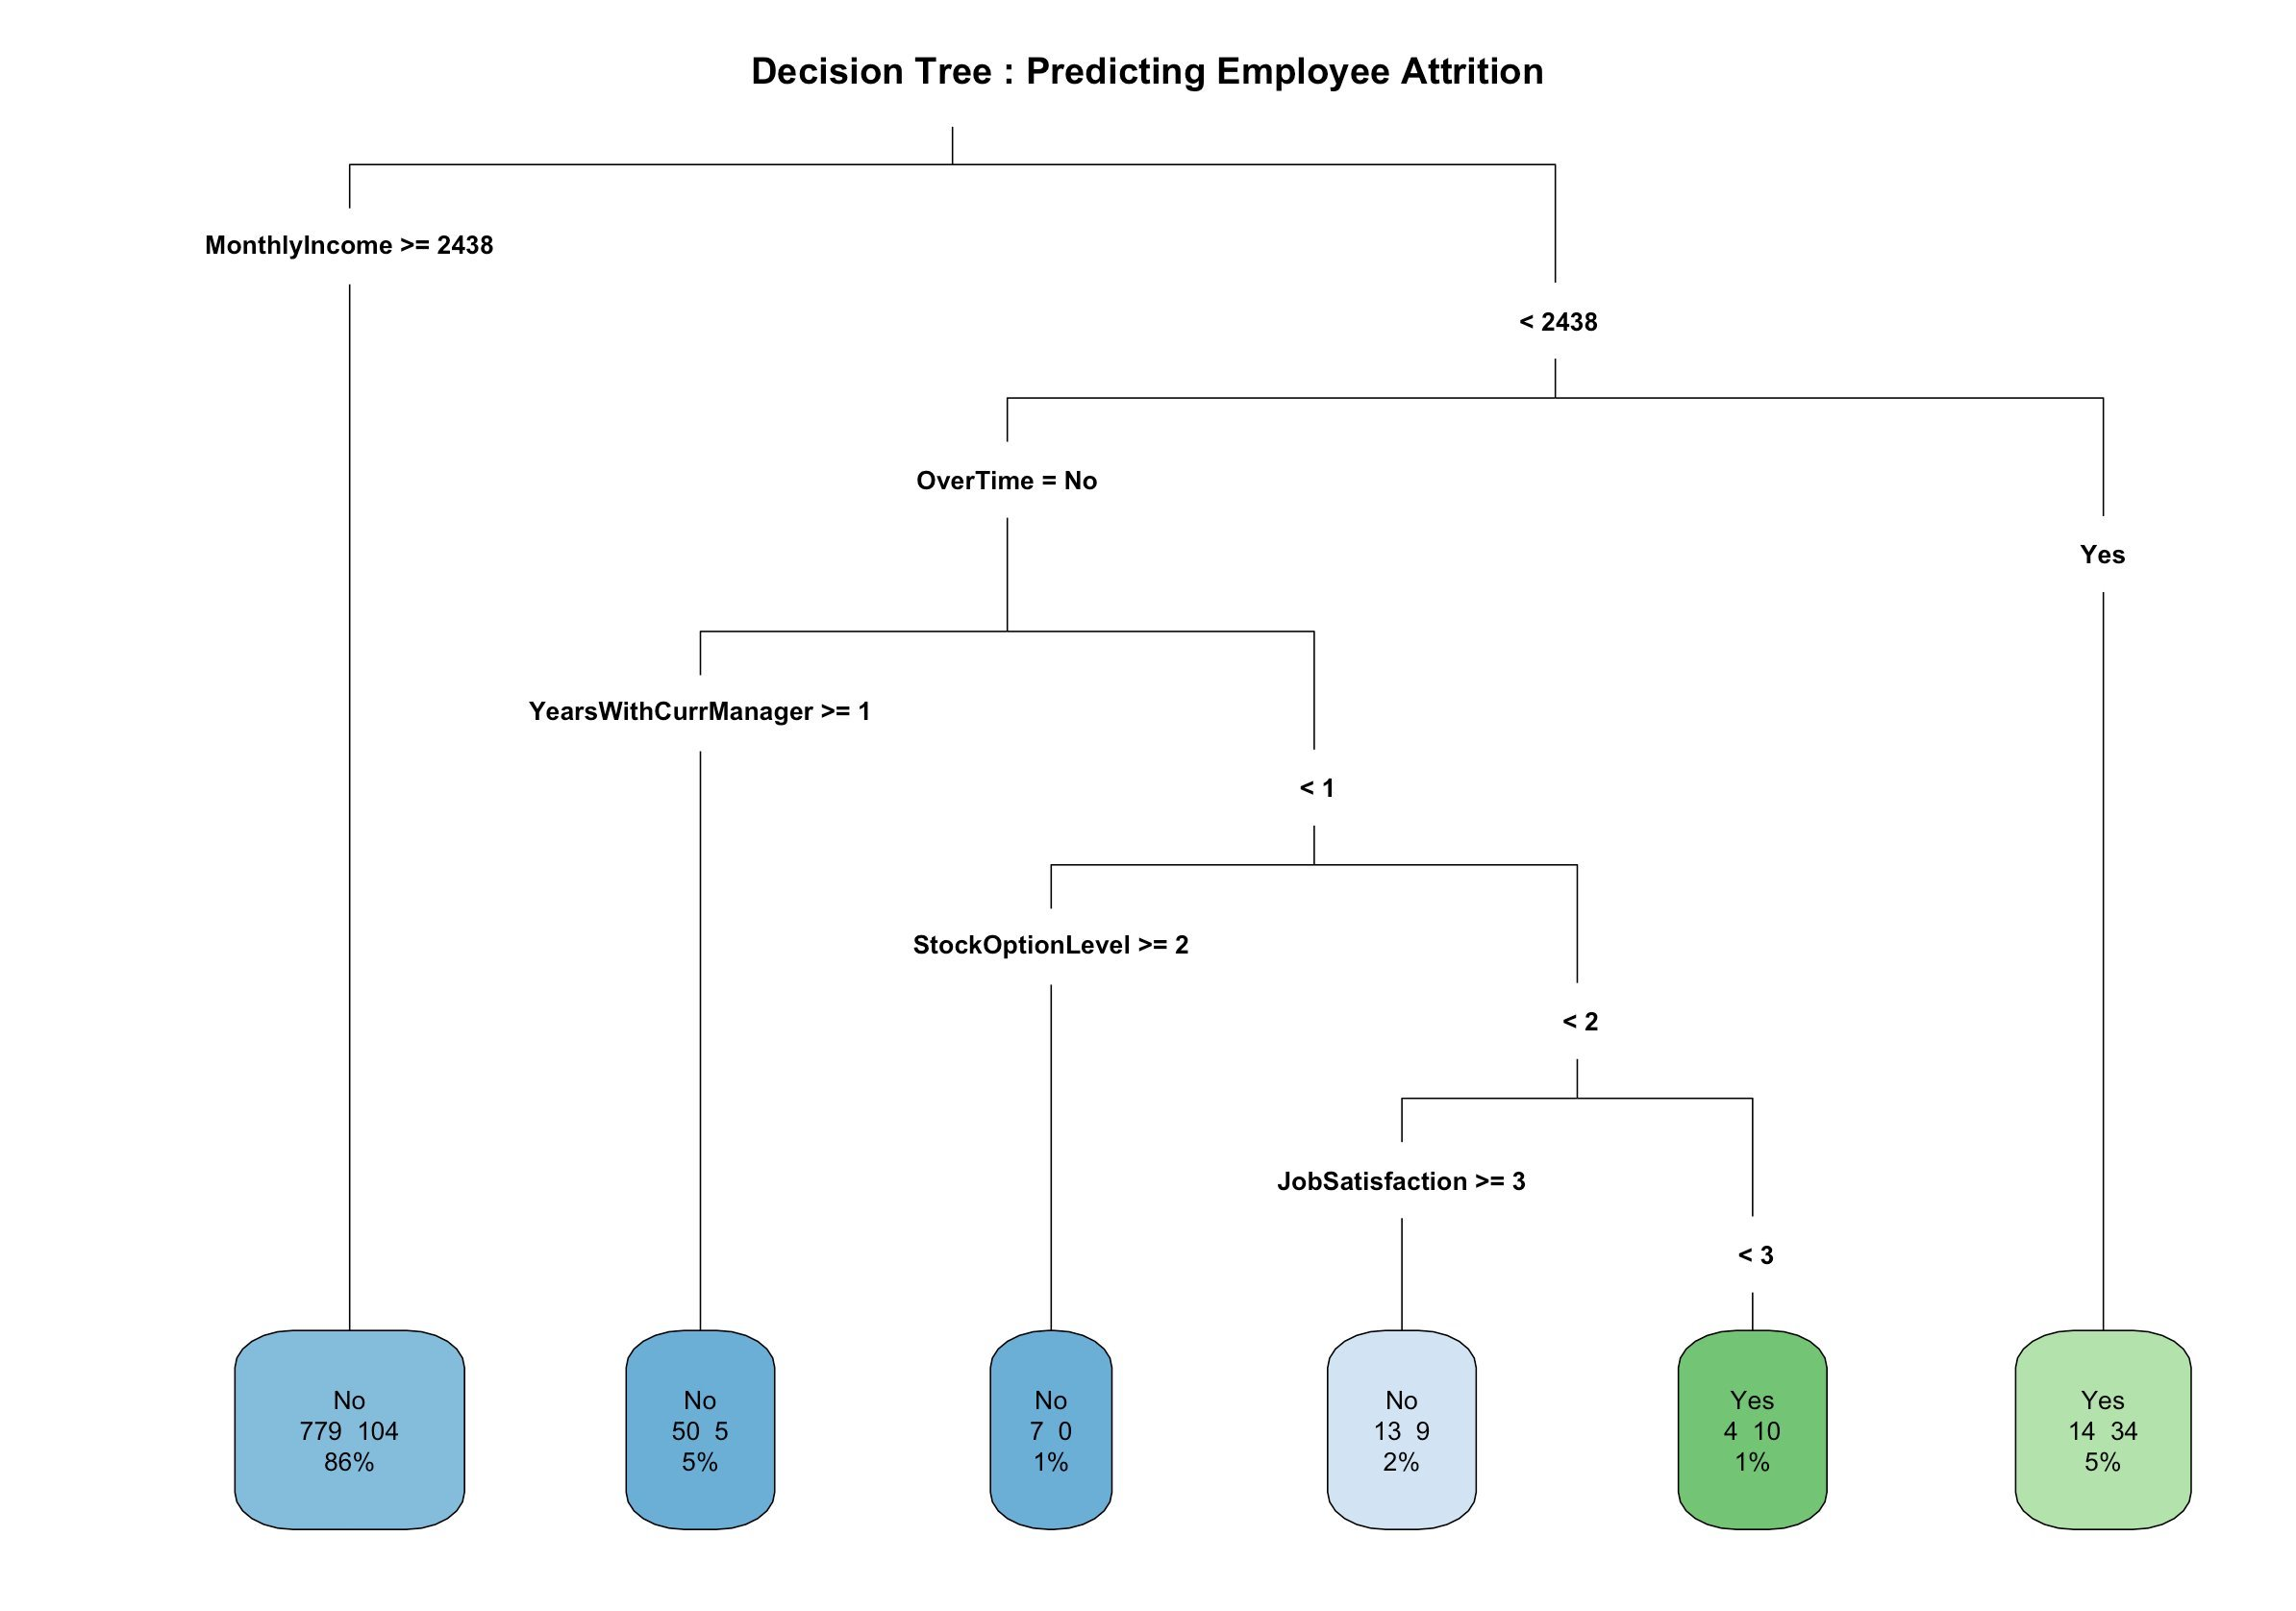 Decision Tree : Predicting Employee Attrition
MonthlyIncome >= 2438
< 2438
OverTime = No
Yes
YearsWithCurrManager >= 1
< 1
StockOptionLevel >= 2
< 2
JobSatisfaction >= 3
< 3
No
779 104
86%
No
50 5
5%
No
7 0
1%
No
13 9
2%
Yes
4 10
1%
Yes
14 34
5%